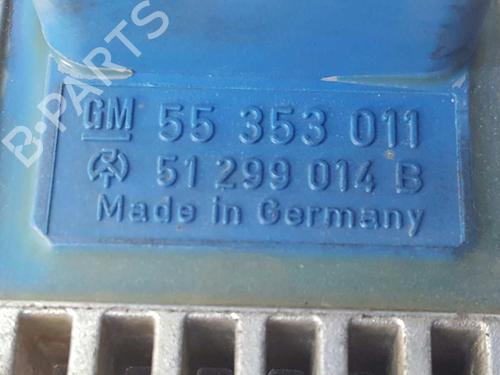 B-PARTS
GM 55 353 011
51 299 014 B
Made in Germany